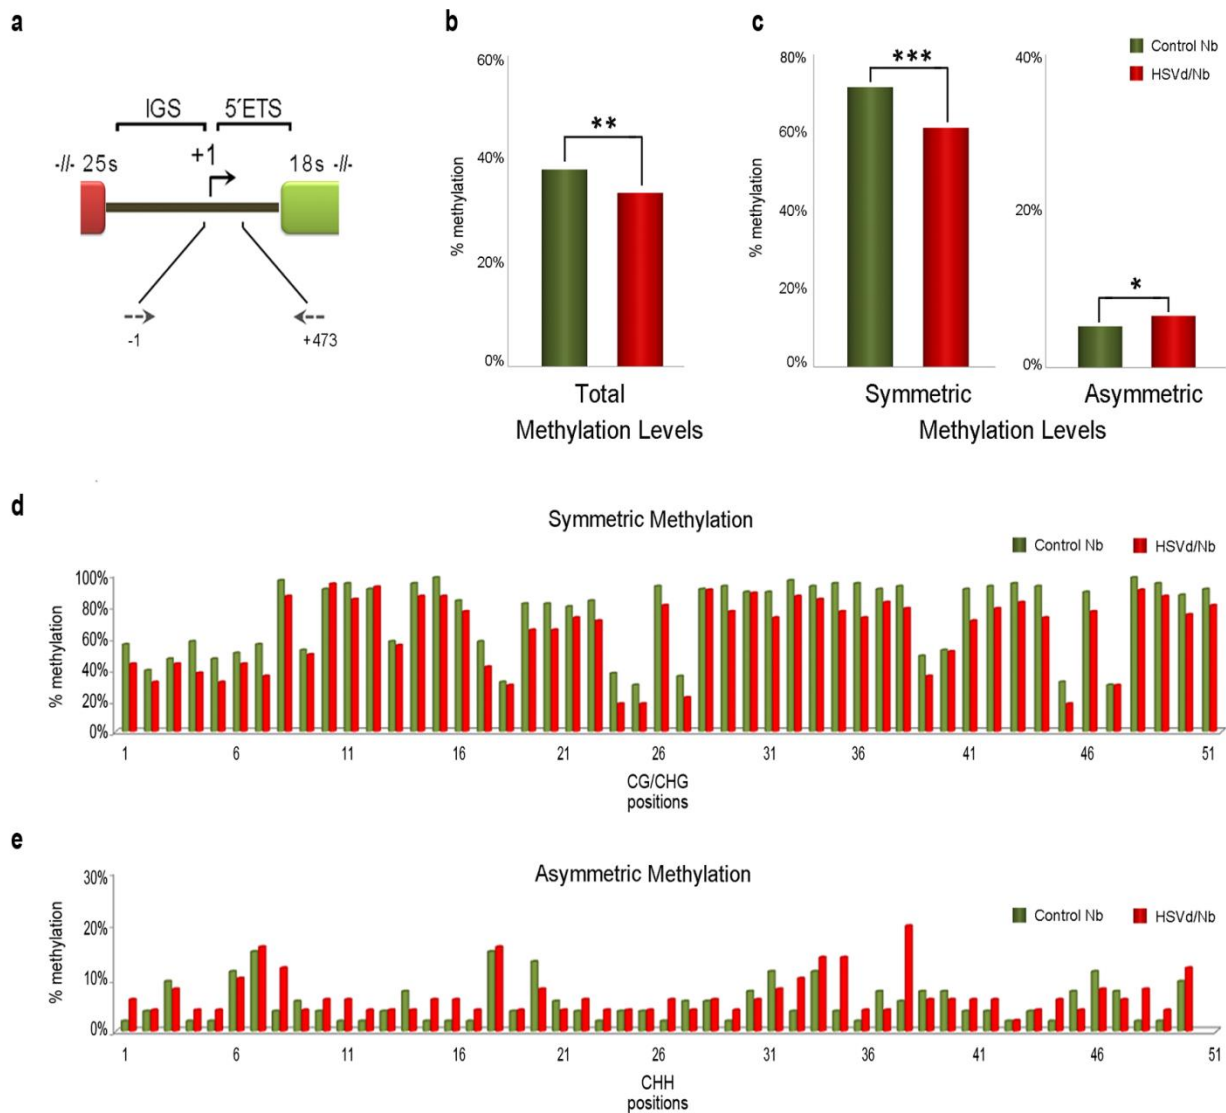 a
IGS 5´ETS
+1
-//- 25s 18s -//-
-1 +473
b
60%
40%
20%
0%
% methylation
**
Total
Methylation Levels
c
80%
60%
40%
20%
0%
% methylation
***
Symmetric
40%
20%
0%
*
Asymmetric
Methylation Levels
Control Nb
HSVd/Nb
d
Symmetric Methylation
Control Nb HSVd/Nb
100%
80%
60%
40%
20%
0%
% methylation
1 6 11 16 21 26 31 36 41 46 51
CG/CHG
positions
e
Asymmetric Methylation
Control Nb HSVd/Nb
30%
20%
10%
0%
% methylation
1 6 11 16 21 26 31 36 41 46 51
CHH
positions